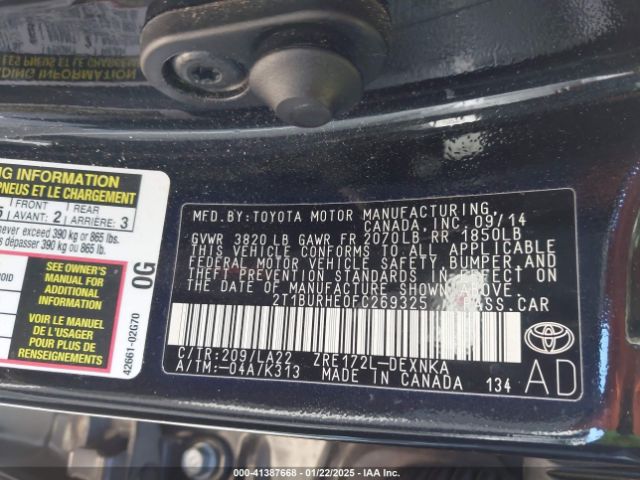 NG INFORMATION
PNEUS ET LE CHARGEMENT
FRONT
AVANT: 2
REAR
ARRIÈRE: 3
never exceed 390 kg or 865 lbs.
dépasser 390 kg ou 865 lb.
SEE OWNER'S
MANUAL FOR
ADDITIONAL
INFORMATION
VOIR LE MANUEL
DE L'USAGER
POUR PLUS DE
RENSEIGNEMENTS
0G
42661-02G70
MFD. BY: TOYOTA MOTOR MANUFACTURING
CANADA, INC. 09/14
GVWR 3820 LB GAWR FR 2070LB RR 1850LB
THIS VEHICLE CONFORMS TO ALL APPLICABLE
FEDERAL MOTOR VEHICLE SAFETY, BUMPER, AND
THEFT PREVENTION STANDARDS IN EFFECT ON
THE DATE OF MANUFACTURE SHOWN ABOVE.
2T1BURHE0FC269325 PASS.CAR
C/TR: 209/LA22 ZRE172L-DEXNKA
A/TM: -04A/K313 MADE IN CANADA 134
TOYOTA
AD
000-41387668 - 01/22/2025 - IAA Inc.